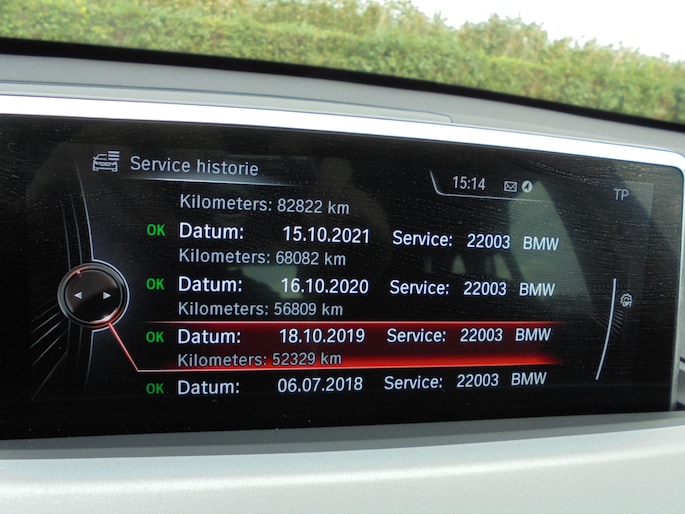 Service historie
15:14
TP
Kilometers: 82822 km
OK Datum: 15.10.2021 Service: 22003 BMW
Kilometers: 68082 km
OK Datum: 16.10.2020 Service: 22003 BMW
Kilometers: 56809 km
OK Datum: 18.10.2019 Service: 22003 BMW
Kilometers: 52329 km
OK Datum: 06.07.2018 Service: 22003 BMW